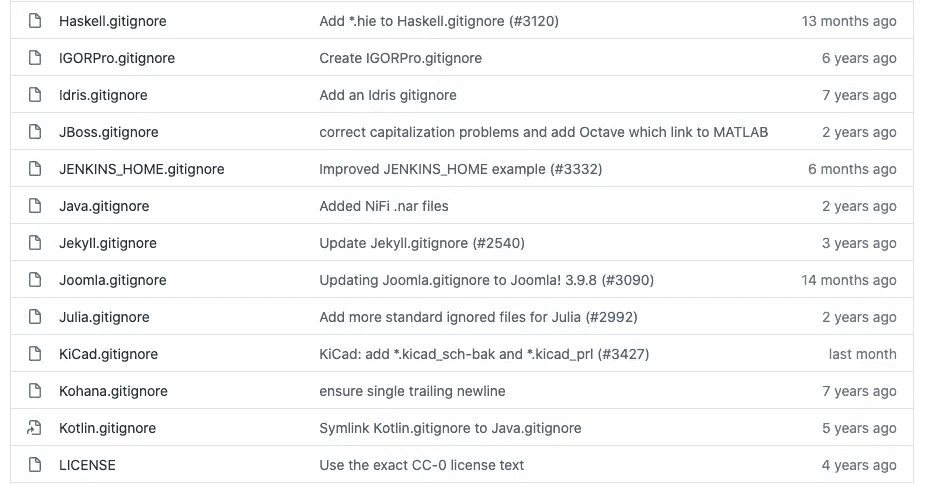 Haskell.gitignore Add *.hie to Haskell.gitignore (#3120) 13 months ago
IGORPro.gitignore Create IGORPro.gitignore 6 years ago
Idris.gitignore Add an Idris gitignore 7 years ago
JBoss.gitignore correct capitalization problems and add Octave which link to MATLAB 2 years ago
JENKINS_HOME.gitignore Improved JENKINS_HOME example (#3332) 6 months ago
Java.gitignore Added NiFi .nar files 2 years ago
Jekyll.gitignore Update Jekyll.gitignore (#2540) 3 years ago
Joomla.gitignore Updating Joomla.gitignore to Joomla! 3.9.8 (#3090) 14 months ago
Julia.gitignore Add more standard ignored files for Julia (#2992) 2 years ago
KiCad.gitignore KiCad: add *.kicad_sch-bak and *.kicad_prl (#3427) last month
Kohana.gitignore ensure single trailing newline 7 years ago
Kotlin.gitignore Symlink Kotlin.gitignore to Java.gitignore 5 years ago
LICENSE Use the exact CC-0 license text 4 years ago